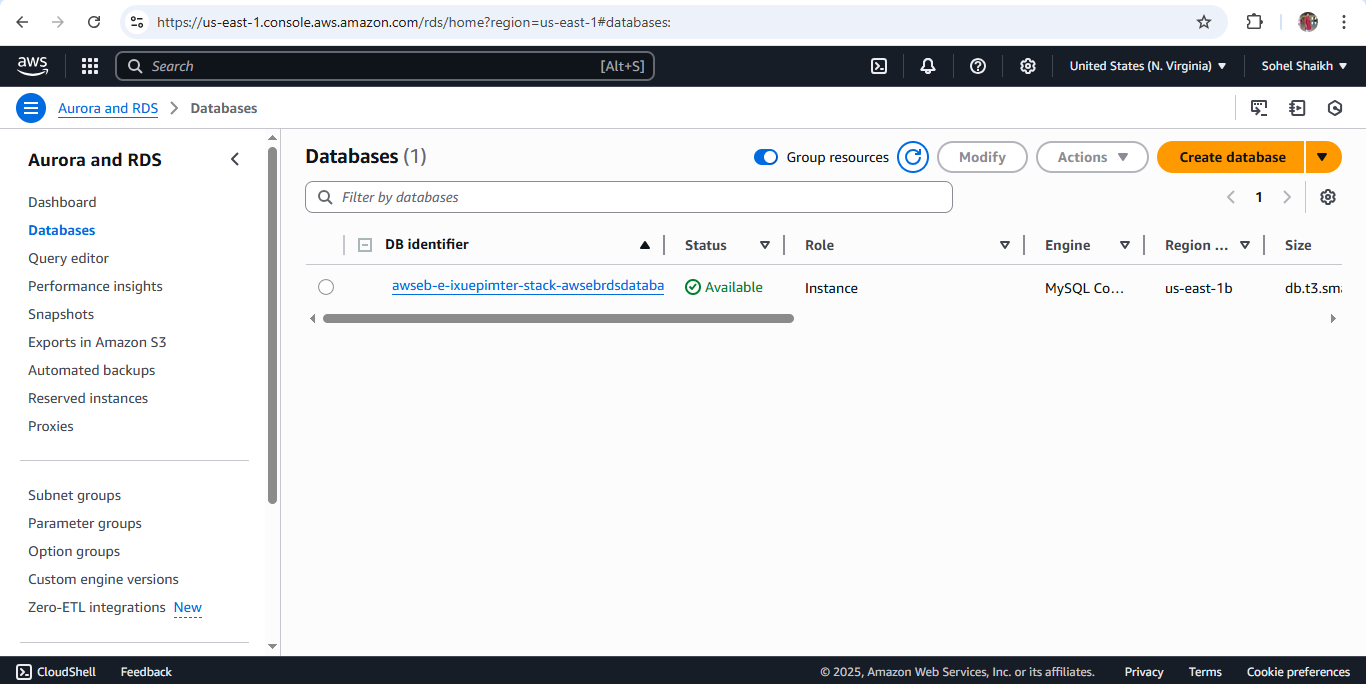 https://us-east-1.console.aws.amazon.com/rds/home?region=us-east-1#databases:
aws
Search [Alt+S]
United States (N. Virginia)
Sohel Shaikh
Aurora and RDS
Databases
Aurora and RDS
Dashboard
Databases
Query editor
Performance insights
Snapshots
Exports in Amazon S3
Automated backups
Reserved instances
Proxies
Subnet groups
Parameter groups
Option groups
Custom engine versions
Zero-ETL integrations New
Databases (1)
Group resources
Modify
Actions
Create database
Filter by databases
1
DB identifier Status Role Engine Region ... Size
awseb-e-ixuepimter-stack-awsebrdsdataba Available Instance MySQL Co... us-east-1b db.t3.sm
CloudShell
Feedback
© 2025, Amazon Web Services, Inc. or its affiliates.
Privacy
Terms
Cookie preferences